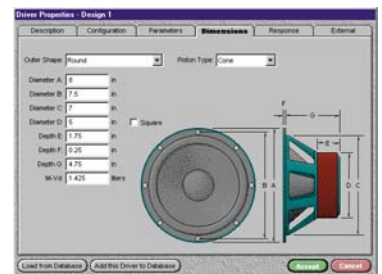 Driver Properties - Design 1
Description Configuration Parameters Dimensions Response External
Outer Shape: Round Piston Type: Cone
Diameter A: 8 in
Diameter B: 7.5 in
Diameter C: 7 in
Diameter D: 5 in Square
Depth E: 1.75 in
Depth F: 0.25 in
Depth G: 4.75 in
M-Vd: 1.425 liters
F
G
E
B A D C
Load from Database Add this Driver to Database Accept Cancel